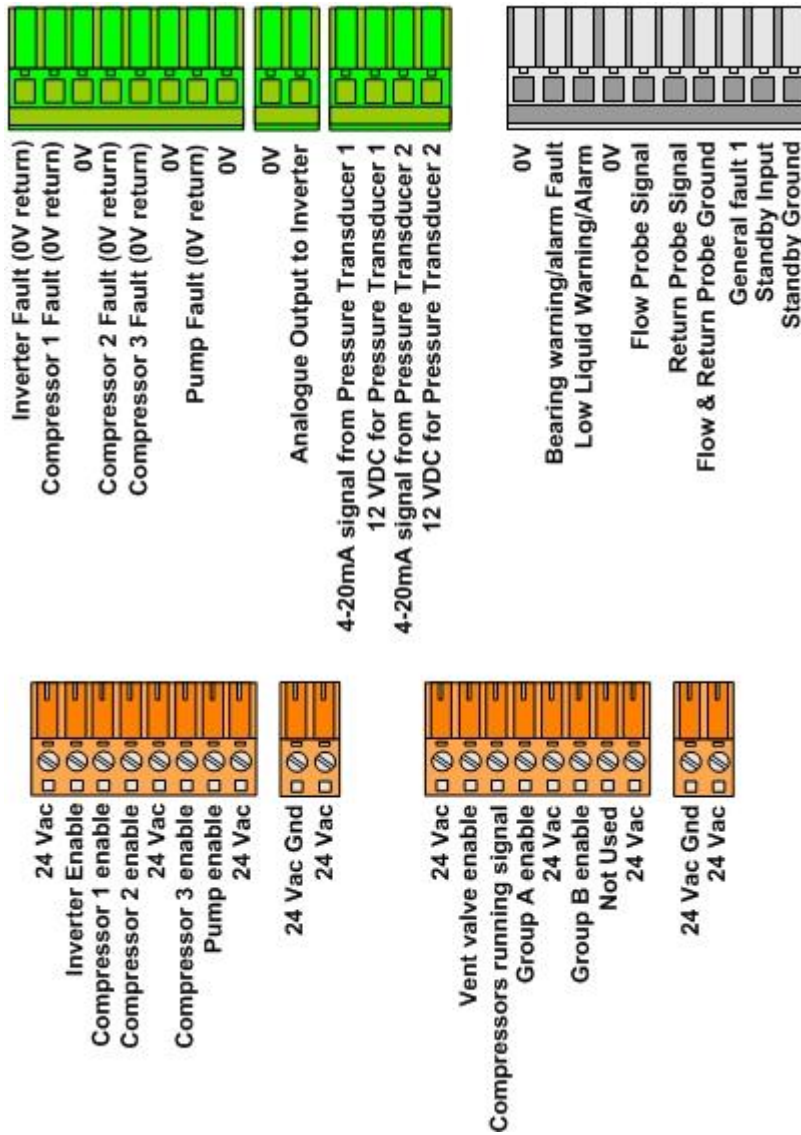 Inverter Fault (0V return)
Compressor 1 Fault (0V return)
0V
Compressor 2 Fault (0V return)
Compressor 3 Fault (0V return)
0V
Pump Fault (0V return)
0V
0V
Analogue Output to Inverter
4-20mA signal from Pressure Transducer 1
12 VDC for Pressure Transducer 1
4-20mA signal from Pressure Transducer 2
12 VDC for Pressure Transducer 2
0V
Bearing warning/alarm Fault
Low Liquid Warning/Alarm
0V
Flow Probe Signal
Return Probe Signal
Flow & Return Probe Ground
General fault 1
Standby Input
Standby Ground
24 Vac
Inverter Enable
Compressor 1 enable
Compressor 2 enable
24 Vac
Compressor 3 enable
Pump enable
24 Vac
24 Vac Gnd
24 Vac
24 Vac
Vent valve enable
Compressors running signal
Group A enable
24 Vac
Group B enable
Not Used
24 Vac
24 Vac Gnd
24 Vac